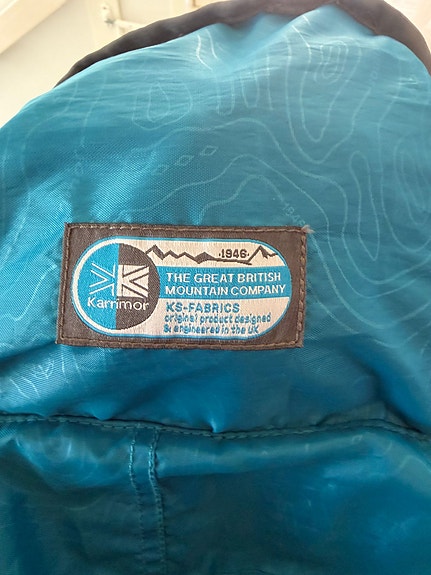 ·1946·
THE GREAT BRITISH
MOUNTAIN COMPANY
Karrimor
KS-FABRICS
original product designed
& engineered in the UK